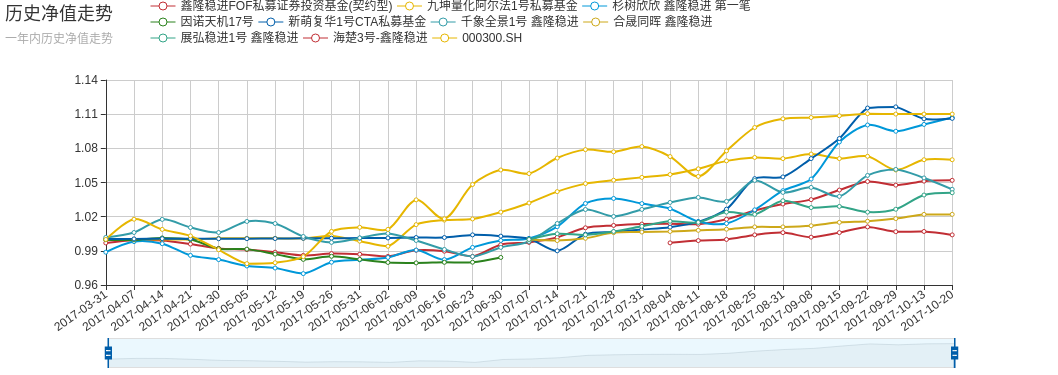 历史净值走势
一年内历史净值走势
鑫隆稳进FOF私募证券投资基金(契约型) 九坤量化阿尔法1号私募基金 杉树欣欣 鑫隆稳进 第一笔
因诺天机17号 新萌复华1号CTA私募基金 千象全景1号 鑫隆稳进 合晟同晖 鑫隆稳进
展弘稳进1号 鑫隆稳进 海楚3号-鑫隆稳进 000300.SH
1.14
1.11
1.08
1.05
1.02
0.99
0.96
2017-03-31 2017-04-07 2017-04-14 2017-04-21 2017-04-30 2017-05-05 2017-05-12 2017-05-19 2017-05-26 2017-05-31 2017-06-02 2017-06-09 2017-06-16 2017-06-23 2017-06-30 2017-07-07 2017-07-14 2017-07-21 2017-07-28 2017-07-31 2017-08-04 2017-08-11 2017-08-18 2017-08-25 2017-08-31 2017-09-08 2017-09-15 2017-09-22 2017-09-29 2017-10-13 2017-10-20